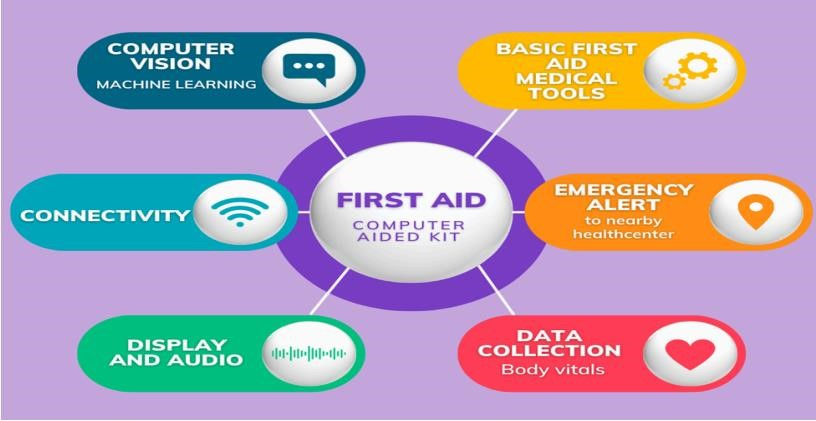 COMPUTER
VISION
MACHINE LEARNING
BASIC FIRST
AID
MEDICAL
TOOLS
CONNECTIVITY
FIRST AID
COMPUTER
AIDED KIT
EMERGENCY
ALERT
to nearby
healthcenter
DISPLAY
AND AUDIO
DATA
COLLECTION
Body vitals